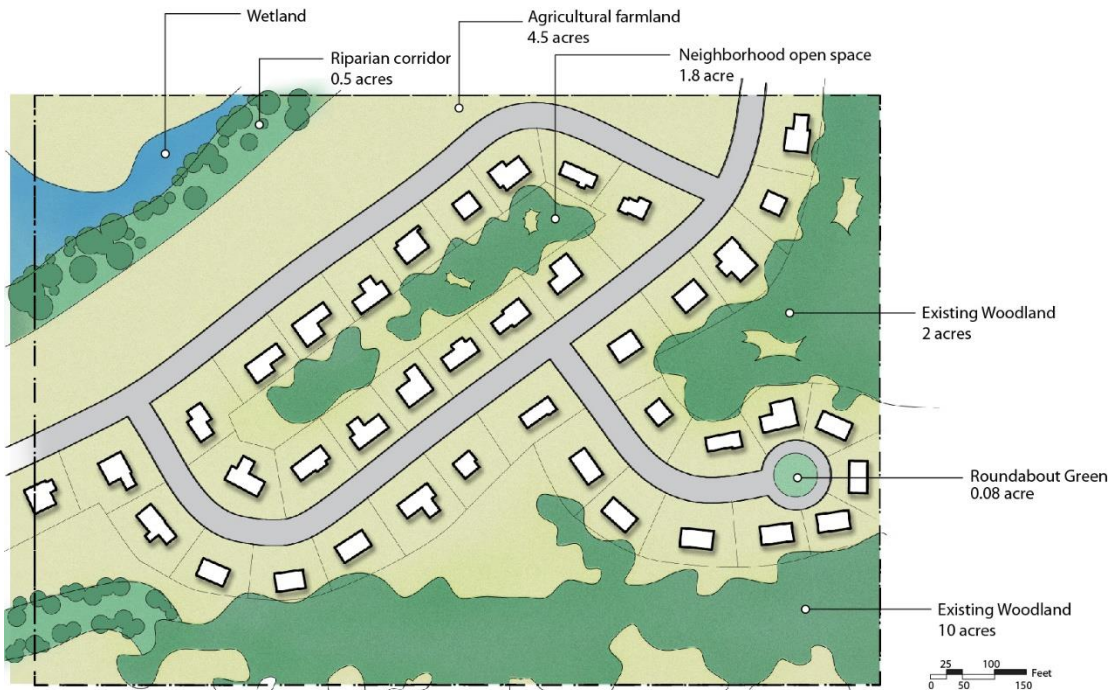 Wetland
Agricultural farmland
4.5 acres
Riparian corridor
0.5 acres
Neighborhood open space
1.8 acre
Existing Woodland
2 acres
Roundabout Green
0.08 acre
Existing Woodland
10 acres
25 100
Feet
0 50 150